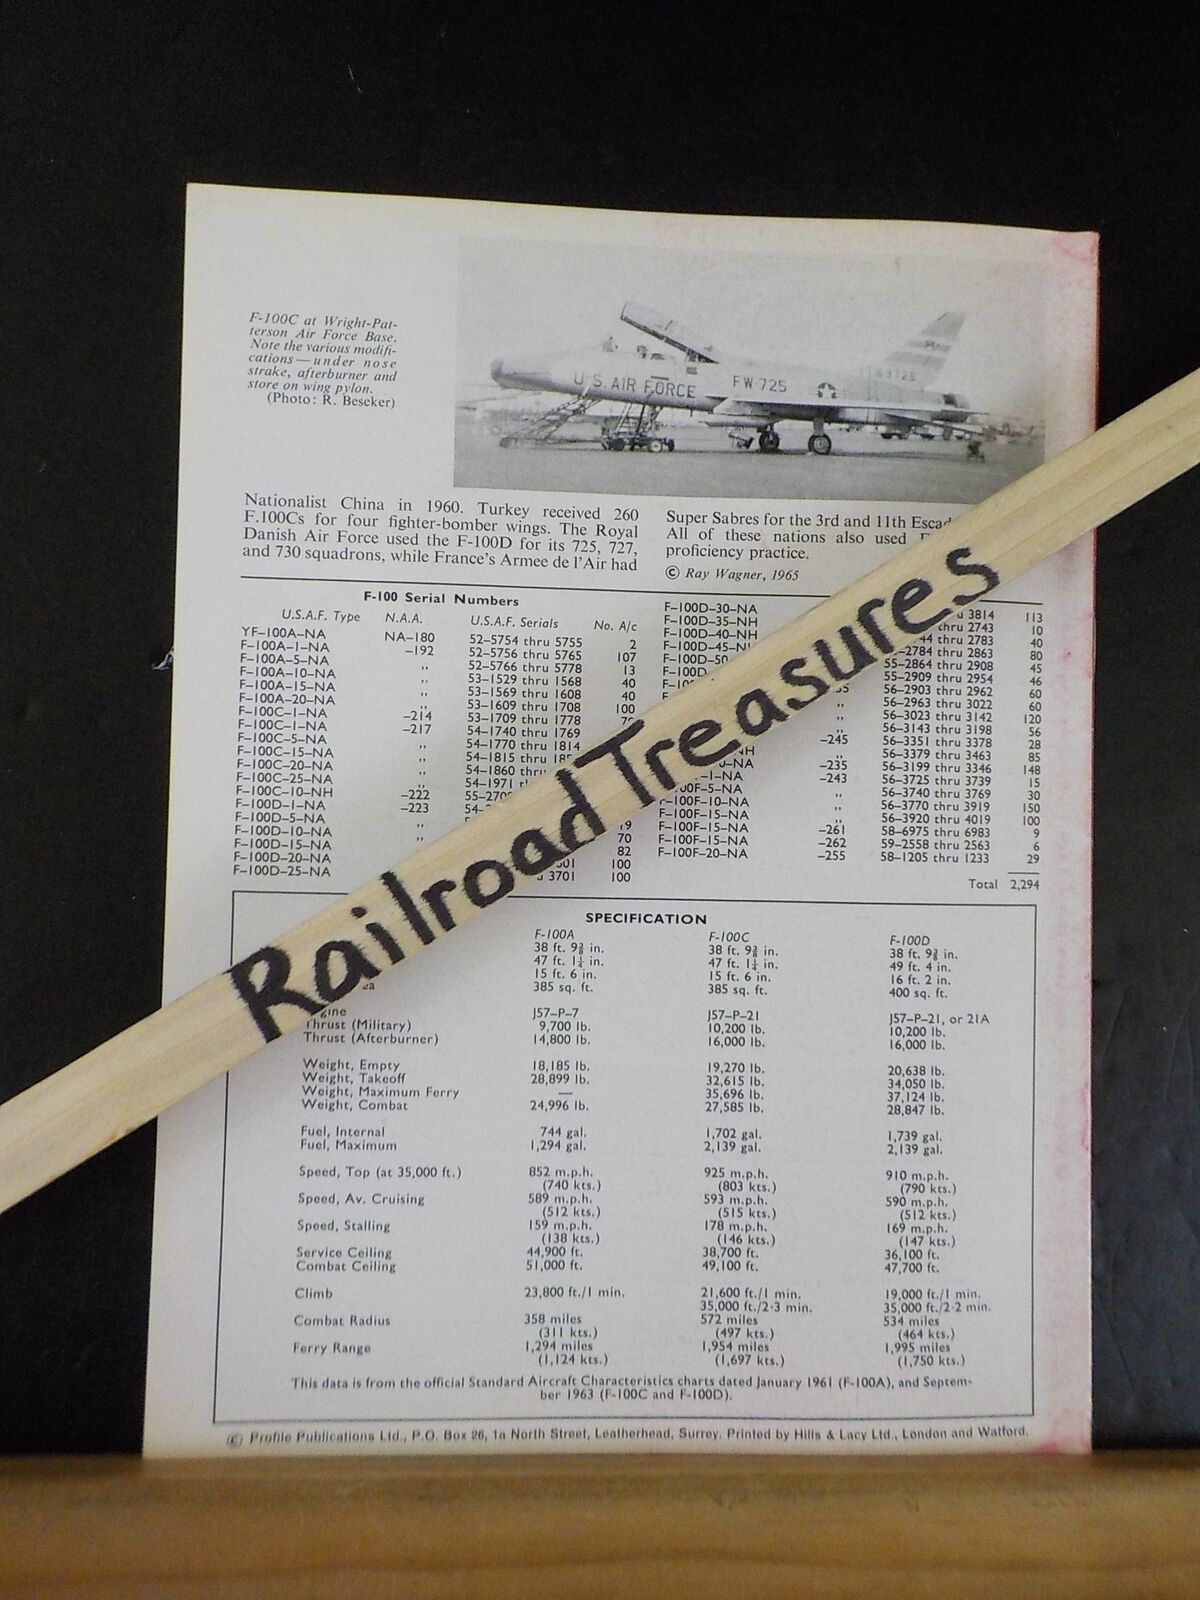 F-100C at Wright-Pat-
terson Air Force Base.
Note the various modifi-
cations—under nose
strake, afterburner and
store on wing pylon.
(Photo: R. Beseker)
U.S. AIR FORCE FW-725
63725
Nationalist China in 1960. Turkey received 260
F.100Cs for four fighter-bomber wings. The Royal
Danish Air Force used the F-100D for its 725, 727,
and 730 squadrons, while France's Armee de l'Air had
Super Sabres for the 3rd and 11th
All of these nations also used
proficiency practice.
© Ray Wagner, 1965
F-100 Serial Numbers
U.S.A.F. Type N.A.A. U.S.A.F. Serials No. A/c
YF-100A-NA NA-180 52-5754 thru 5755 2
F-100A-1-NA -192 52-5756 thru 5765 107
F-100A-5-NA ,, 52-5766 thru 5778 13
F-100A-10-NA ,, 53-1529 thru 1568 40
F-100A-15-NA ,, 53-1569 thru 1608 40
F-100A-20-NA ,, 53-1609 thru 1708 100
F-100C-1-NA -214 53-1709 thru 1778
F-100C-1-NA -217 54-1740 thru 1769
F-100C-5-NA ,, 54-1770 thru 1814
F-100C-15-NA ,, 54-1815 thru
F-100C-20-NA ,, 54-1860
F-100C-25-NA ,, 54-1971
F-100C-10-NH -222
F-100D-1-NA -223
F-100D-5-NA ,, 19
F-100D-10-NA ,, 70
F-100D-15-NA 82
F-100D-20-NA 100
F-100D-25-NA 3701 100
F-100D-30-NA 3814 113
F-100D-35-NH thru 2743 10
F-100D-40-NH thru 2783 40
F-100D-45-NH 2784 thru 2863 80
55-2864 thru 2908 45
55-2909 thru 2954 46
56-2903 thru 2962 60
,, 56-2963 thru 3022 60
,, 56-3023 thru 3142 120
,, 56-3143 thru 3198 56
-245 56-3351 thru 3378 28
,, 56-3379 thru 3463 85
-235 56-3199 thru 3346 148
-1-NA -243 56-3725 thru 3739 15
F-100F-5-NA ,, 56-3740 thru 3769 30
F-100F-10-NA ,, 56-3770 thru 3919 150
F-100F-15-NA ,, 56-3920 thru 4019 100
F-100F-15-NA -261 58-6975 thru 6983 9
F-100F-15-NA -262 59-2558 thru 2563 6
F-100F-20-NA -255 58-1205 thru 1233 29
Total 2,294
Railroad Treasures
SPECIFICATION
F-100A F-100C F-100D
38 ft. 9⅜ in. 38 ft. 9⅜ in. 38 ft. 9⅜ in.
47 ft. 1¼ in. 47 ft. 1¼ in. 49 ft. 4 in.
15 ft. 6 in. 15 ft. 6 in. 16 ft. 2 in.
385 sq. ft. 385 sq. ft. 400 sq. ft.
J57-P-7 J57-P-21 J57-P-21, or 21A
Thrust (Military) 9,700 lb. 10,200 lb. 10,200 lb.
Thrust (Afterburner) 14,800 lb. 16,000 lb. 16,000 lb.
Weight, Empty 18,185 lb. 19,270 lb. 20,638 lb.
Weight, Takeoff 28,899 lb. 32,615 lb. 34,050 lb.
Weight, Maximum Ferry — 35,696 lb. 37,124 lb.
Weight, Combat 24,996 lb. 27,585 lb. 28,847 lb.
Fuel, Internal 744 gal. 1,702 gal. 1,739 gal.
Fuel, Maximum 1,294 gal. 2,139 gal. 2,139 gal.
Speed, Top (at 35,000 ft.) 852 m.p.h. 925 m.p.h. 910 m.p.h.
(740 kts.) (803 kts.) (790 kts.)
Speed, Av. Cruising 589 m.p.h. 593 m.p.h. 590 m.p.h.
(512 kts.) (515 kts.) (512 kts.)
Speed, Stalling 159 m.p.h. 178 m.p.h. 169 m.p.h.
(138 kts.) (146 kts.) (147 kts.)
Service Ceiling 44,900 ft. 38,700 ft. 36,100 ft.
Combat Ceiling 51,000 ft. 49,100 ft. 47,700 ft.
Climb 23,800 ft./1 min. 21,600 ft./1 min. 19,000 ft./1 min.
35,000 ft./2·3 min. 35,000 ft./2·2 min.
Combat Radius 358 miles 572 miles 534 miles
(311 kts.) (497 kts.) (464 kts.)
Ferry Range 1,294 miles 1,954 miles 1,995 miles
(1,124 kts.) (1,697 kts.) (1,750 kts.)
This data is from the official Standard Aircraft Characteristics charts dated January 1961 (F-100A), and Septem-
ber 1963 (F-100C and F-100D).
© Profile Publications Ltd., P.O. Box 26, 1a North Street, Leatherhead, Surrey. Printed by Hills & Lacy Ltd., London and Watford.